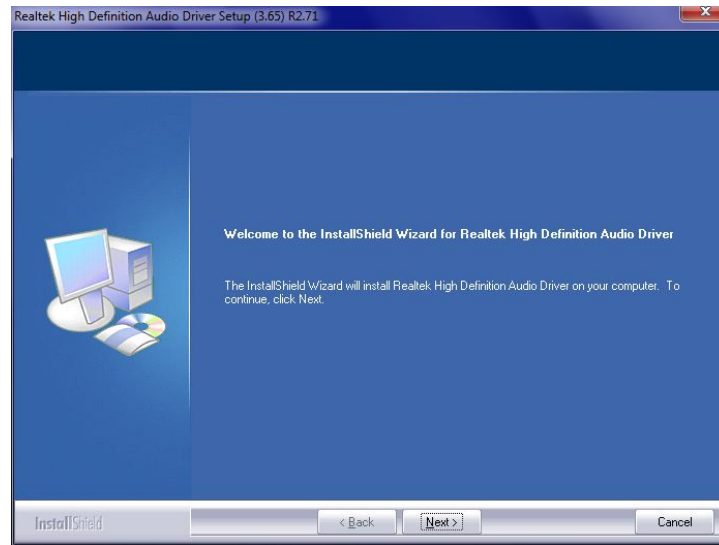 Realtek High Definition Audio Driver Setup (3.65) R2.71
Welcome to the InstallShield Wizard for Realtek High Definition Audio Driver
The InstallShield Wizard will install Realtek High Definition Audio Driver on your computer. To
continue, click Next.
InstallShield
< Back
Next >
Cancel